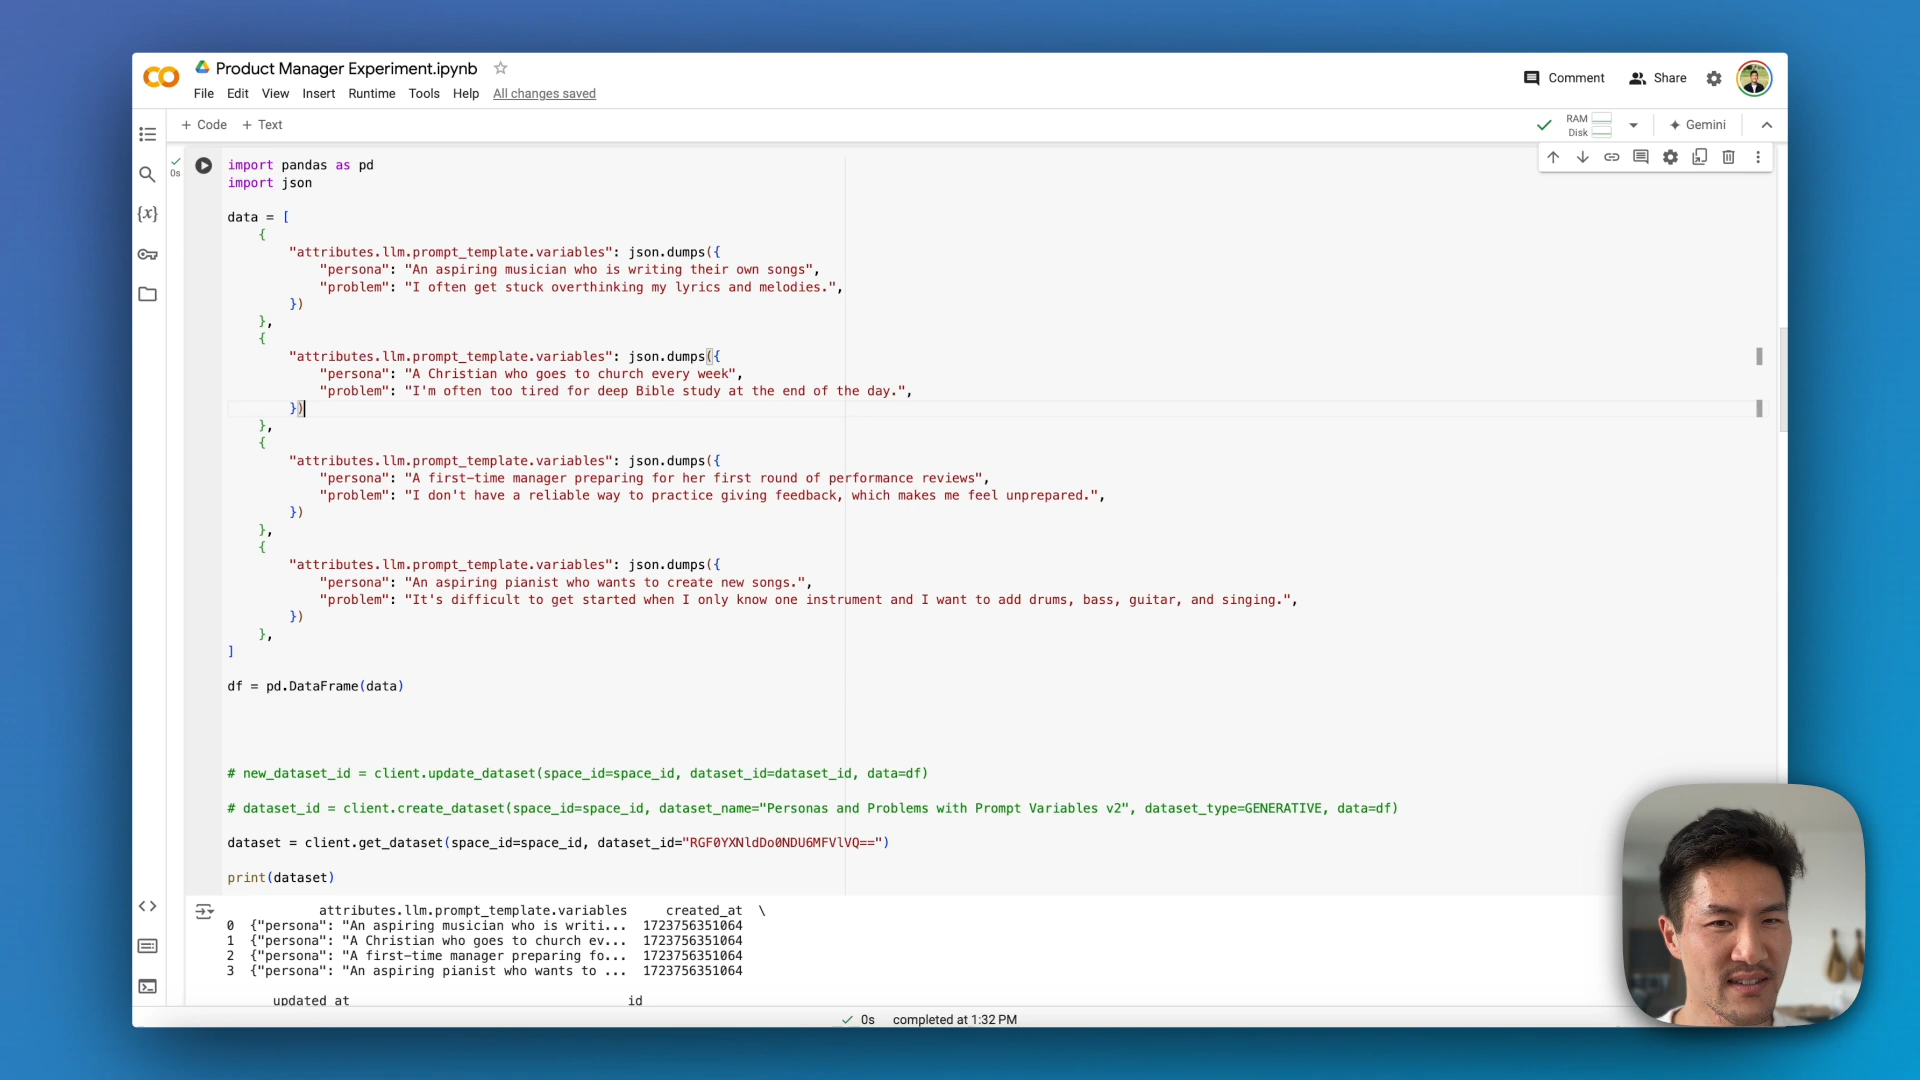 Product Manager Experiment.ipynb
Comment
Share
File Edit View Insert Runtime Tools Help All changes saved
+ Code + Text
RAM
Disk
Gemini
0s
{x}
import pandas as pd
import json
data = [
    {
        "attributes.llm.prompt_template.variables": json.dumps({
            "persona": "An aspiring musician who is writing their own songs",
            "problem": "I often get stuck overthinking my lyrics and melodies.",
        })
    },
    {
        "attributes.llm.prompt_template.variables": json.dumps({
            "persona": "A Christian who goes to church every week",
            "problem": "I'm often too tired for deep Bible study at the end of the day.",
        })
    },
    {
        "attributes.llm.prompt_template.variables": json.dumps({
            "persona": "A first-time manager preparing for her first round of performance reviews",
            "problem": "I don't have a reliable way to practice giving feedback, which makes me feel unprepared.",
        })
    },
    {
        "attributes.llm.prompt_template.variables": json.dumps({
            "persona": "An aspiring pianist who wants to create new songs.",
            "problem": "It's difficult to get started when I only know one instrument and I want to add drums, bass, guitar, and singing.",
        })
    },
]
df = pd.DataFrame(data)
# new_dataset_id = client.update_dataset(space_id=space_id, dataset_id=dataset_id, data=df)
# dataset_id = client.create_dataset(space_id=space_id, dataset_name="Personas and Problems with Prompt Variables v2", dataset_type=GENERATIVE, data=df)
dataset = client.get_dataset(space_id=space_id, dataset_id="RGF0YXNldDo0NDU6MFVlVQ==")
print(dataset)
attributes.llm.prompt_template.variables created_at \
0 {"persona": "An aspiring musician who is writi... 1723756351064
1 {"persona": "A Christian who goes to church ev... 1723756351064
2 {"persona": "A first-time manager preparing fo... 1723756351064
3 {"persona": "An aspiring pianist who wants to ... 1723756351064
updated_at id
0s completed at 1:32 PM